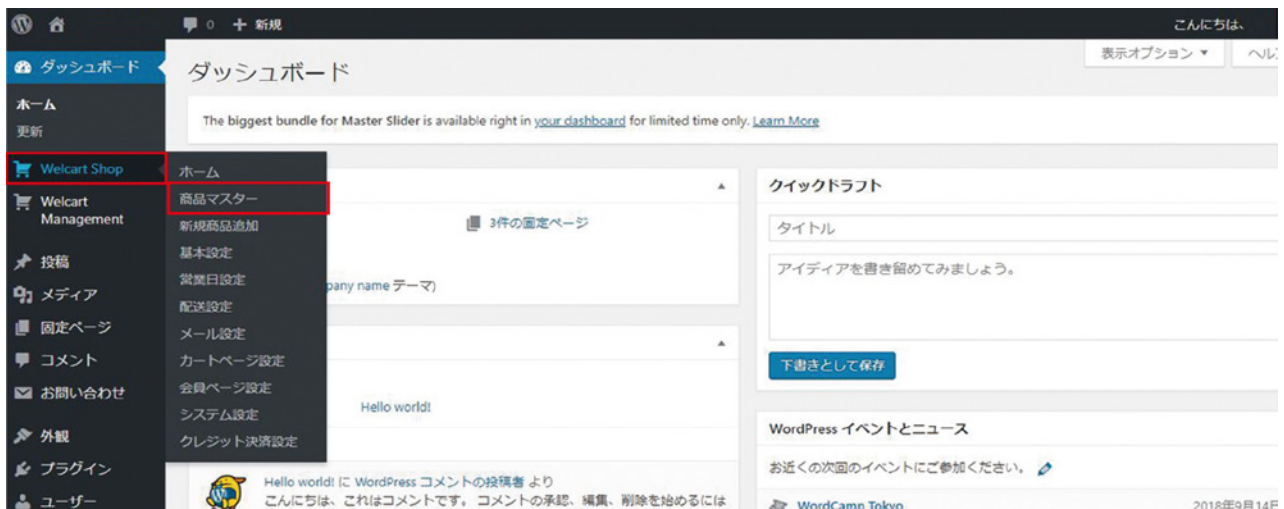 0 新規
こんにちは、
表示オプション
ダッシュボード
ホーム
更新
Welcart Shop
Welcart
Management
投稿
メディア
固定ページ
コメント
お問い合わせ
外観
プラグイン
ユーザー
ホーム
商品マスター
新規商品追加
基本設定
営業日設定
配送設定
メール設定
カートページ設定
会員ページ設定
システム設定
クレジット決済設定
ダッシュボード
The biggest bundle for Master Slider is available right in your dashboard for limited time only. Learn More
3件の固定ページ
pany name テーマ)
Hello world!
Hello world! に WordPress コメントの投稿者 より
こんにちは、これはコメントです。 コメントの承認、編集、削除を始めるには
クイックドラフト
タイトル
アイディアを書き留めてみましょう。
下書きとして保存
WordPress イベントとニュース
お近くの次回のイベントにご参加ください。
WordCamp Tokyo
2018年9月14日